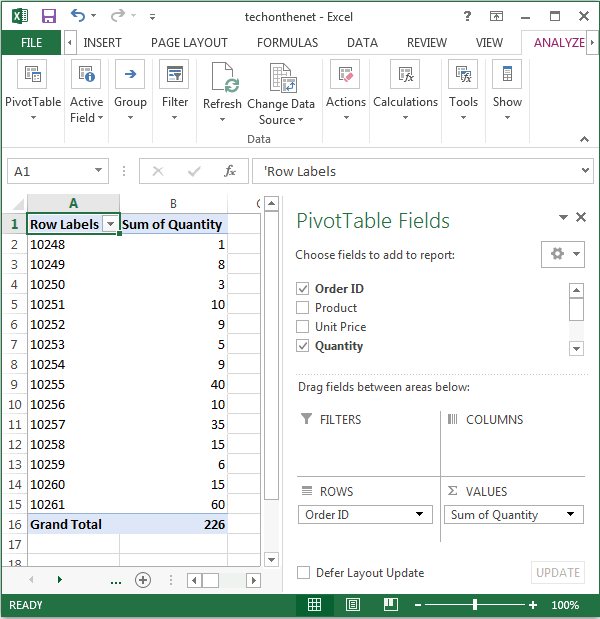 techonthenet - Excel
FILE INSERT PAGE LAYOUT FORMULAS DATA REVIEW VIEW ANALYZE
PivotTable
Active Field
Group
Filter
Refresh
Change Data Source
Actions
Calculations
Tools
Show
Data
A1 fx 'Row Labels
A B C
1 Row Labels Sum of Quantity
2 10248 1
3 10249 8
4 10250 3
5 10251 10
6 10252 9
7 10253 5
8 10254 9
9 10255 40
10 10256 10
11 10257 35
12 10258 15
13 10259 6
14 10260 15
15 10261 60
16 Grand Total 226
17
18
PivotTable Fields
Choose fields to add to report:
Order ID
Product
Unit Price
Quantity
Drag fields between areas below:
FILTERS
COLUMNS
ROWS
Order ID
Σ VALUES
Sum of Quantity
Defer Layout Update
UPDATE
...
READY
100%